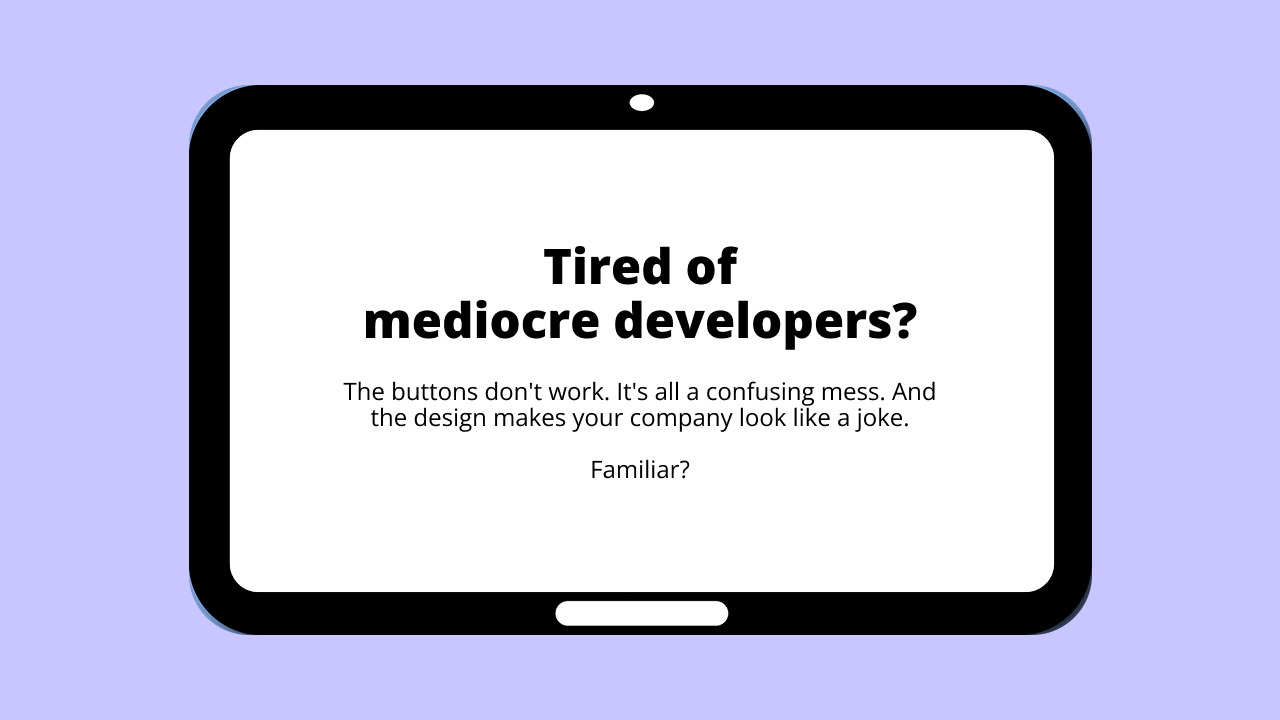 Tired of
mediocre developers?
The buttons don't work. It's all a confusing mess. And
the design makes your company look like a joke.
Familiar?